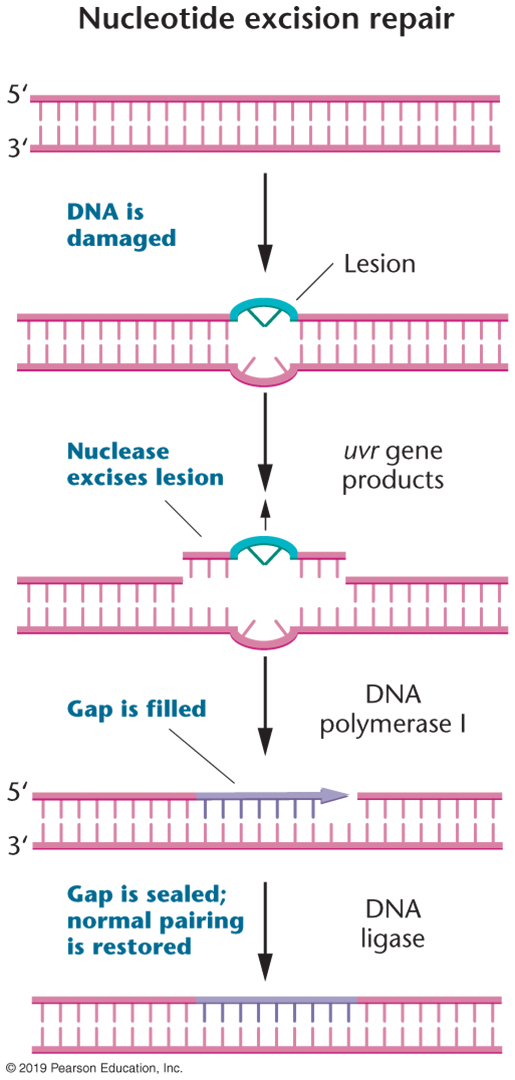 Nucleotide excision repair
5‘
3‘
DNA is
damaged
Lesion
Nuclease
excises lesion
uvr gene
products
Gap is filled
DNA
polymerase I
5‘
3‘
Gap is sealed;
normal pairing
is restored
DNA
ligase
© 2019 Pearson Education, Inc.